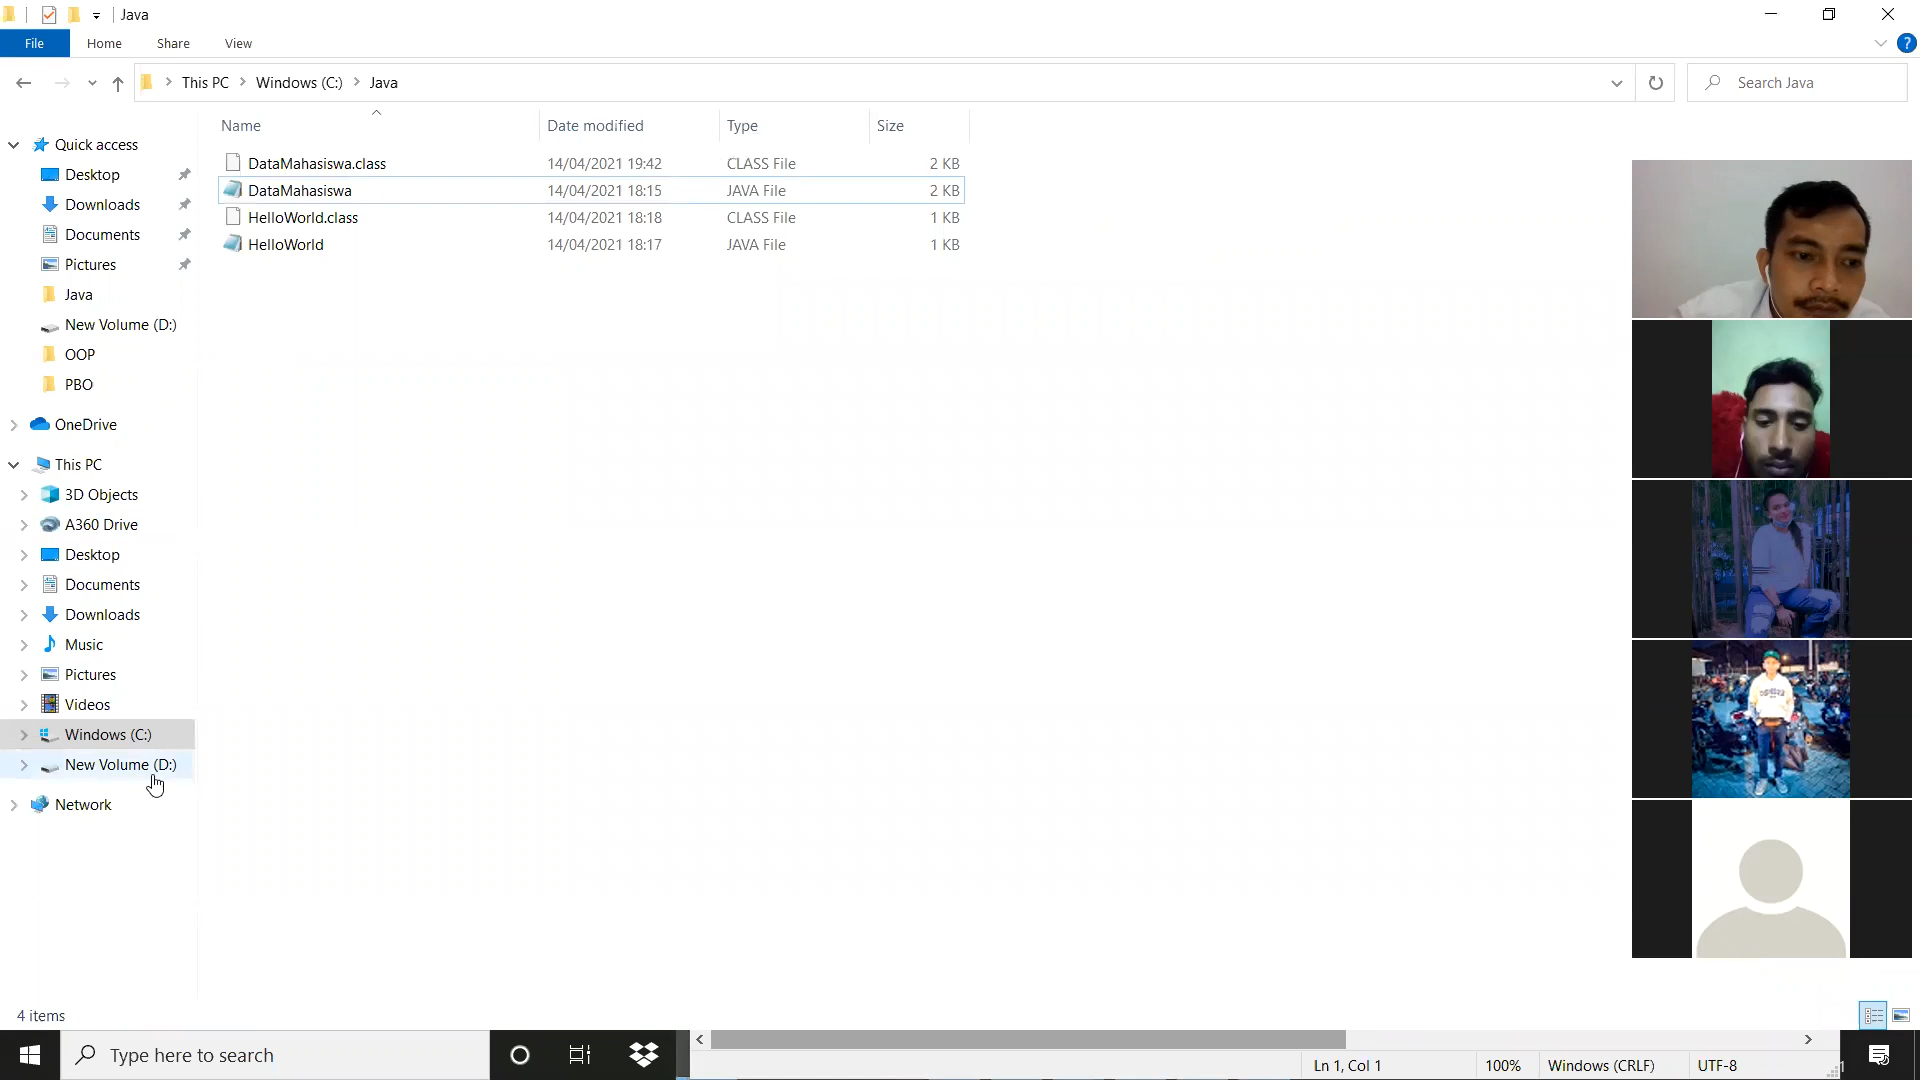 Java
File Home Share View
This PC Windows (C:) Java
Search Java
Name Date modified Type Size
DataMahasiswa.class 14/04/2021 19:42 CLASS File 2 KB
DataMahasiswa 14/04/2021 18:15 JAVA File 2 KB
HelloWorld.class 14/04/2021 18:18 CLASS File 1 KB
HelloWorld 14/04/2021 18:17 JAVA File 1 KB
Quick access
Desktop
Downloads
Documents
Pictures
Java
New Volume (D:)
OOP
PBO
OneDrive
This PC
3D Objects
A360 Drive
Desktop
Documents
Downloads
Music
Pictures
Videos
Windows (C:)
New Volume (D:)
Network
4 items
Type here to search
Ln 1, Col 1 100% Windows (CRLF) UTF-8